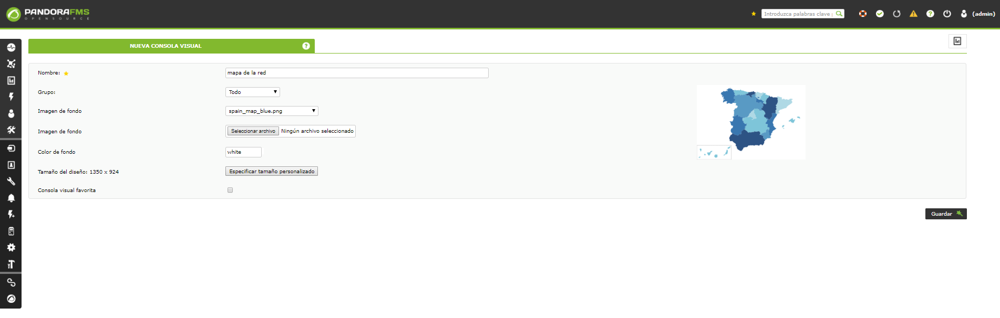 PANDORAFMS
OPENSOURCE
Introduzca palabras clave
(admin)
NUEVA CONSOLA VISUAL
Nombre:
mapa de la red
Grupo:
Todo
Imagen de fondo
spain_map_blue.png
Imagen de fondo
Seleccionar archivo Ningún archivo seleccionado
Color de fondo
white
Tamaño del diseño: 1350 x 924
Especificar tamaño personalizado
Consola visual favorita
Guardar